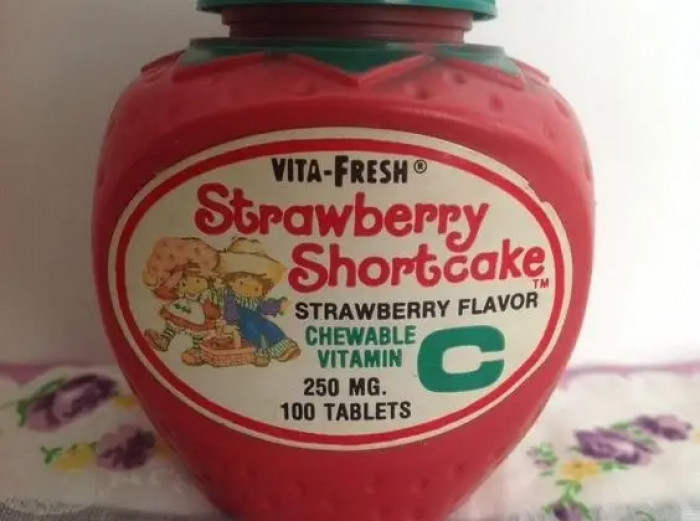 VITA-FRESH®
Strawberry
Shortcake™
STRAWBERRY FLAVOR
CHEWABLE
VITAMIN C
250 MG.
100 TABLETS